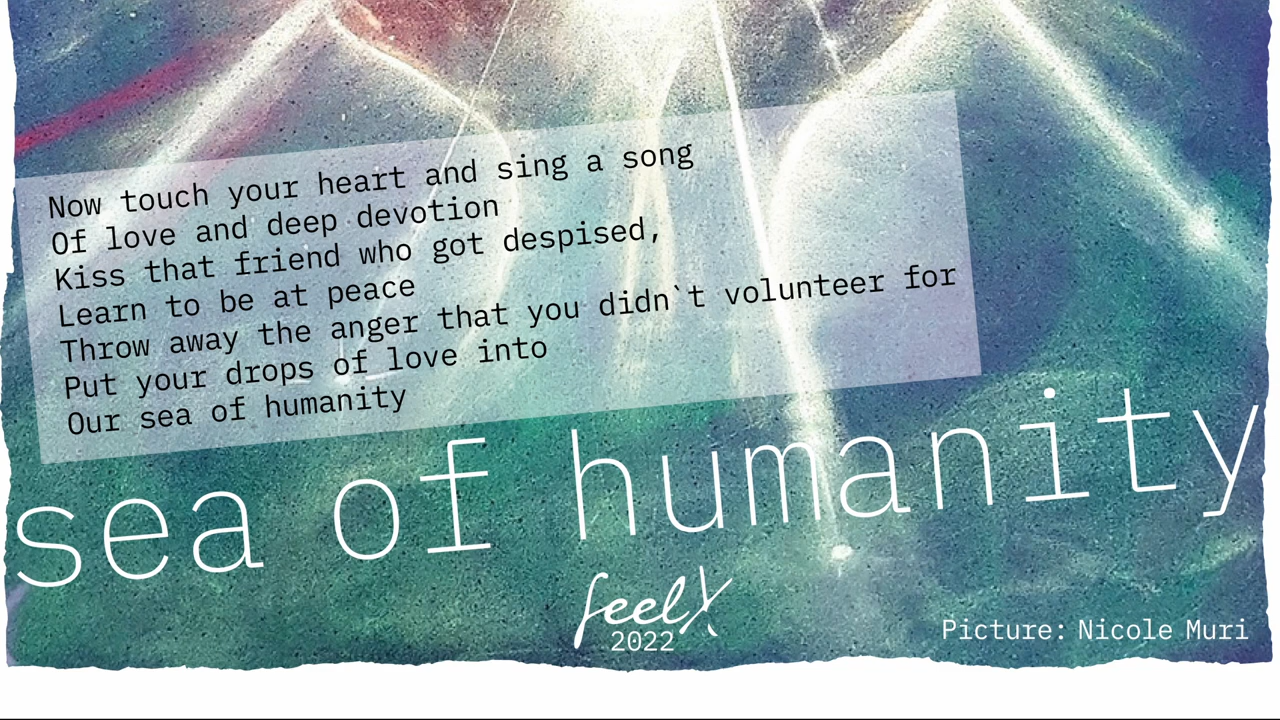 Now touch your heart and sing a song
Of love and deep devotion
Kiss that friend who got despised,
Learn to be at peace
Throw away the anger that you didn`t volunteer for
Put your drops of love into
Our sea of humanity
sea of humanity
feelX
2022
Picture: Nicole Muri